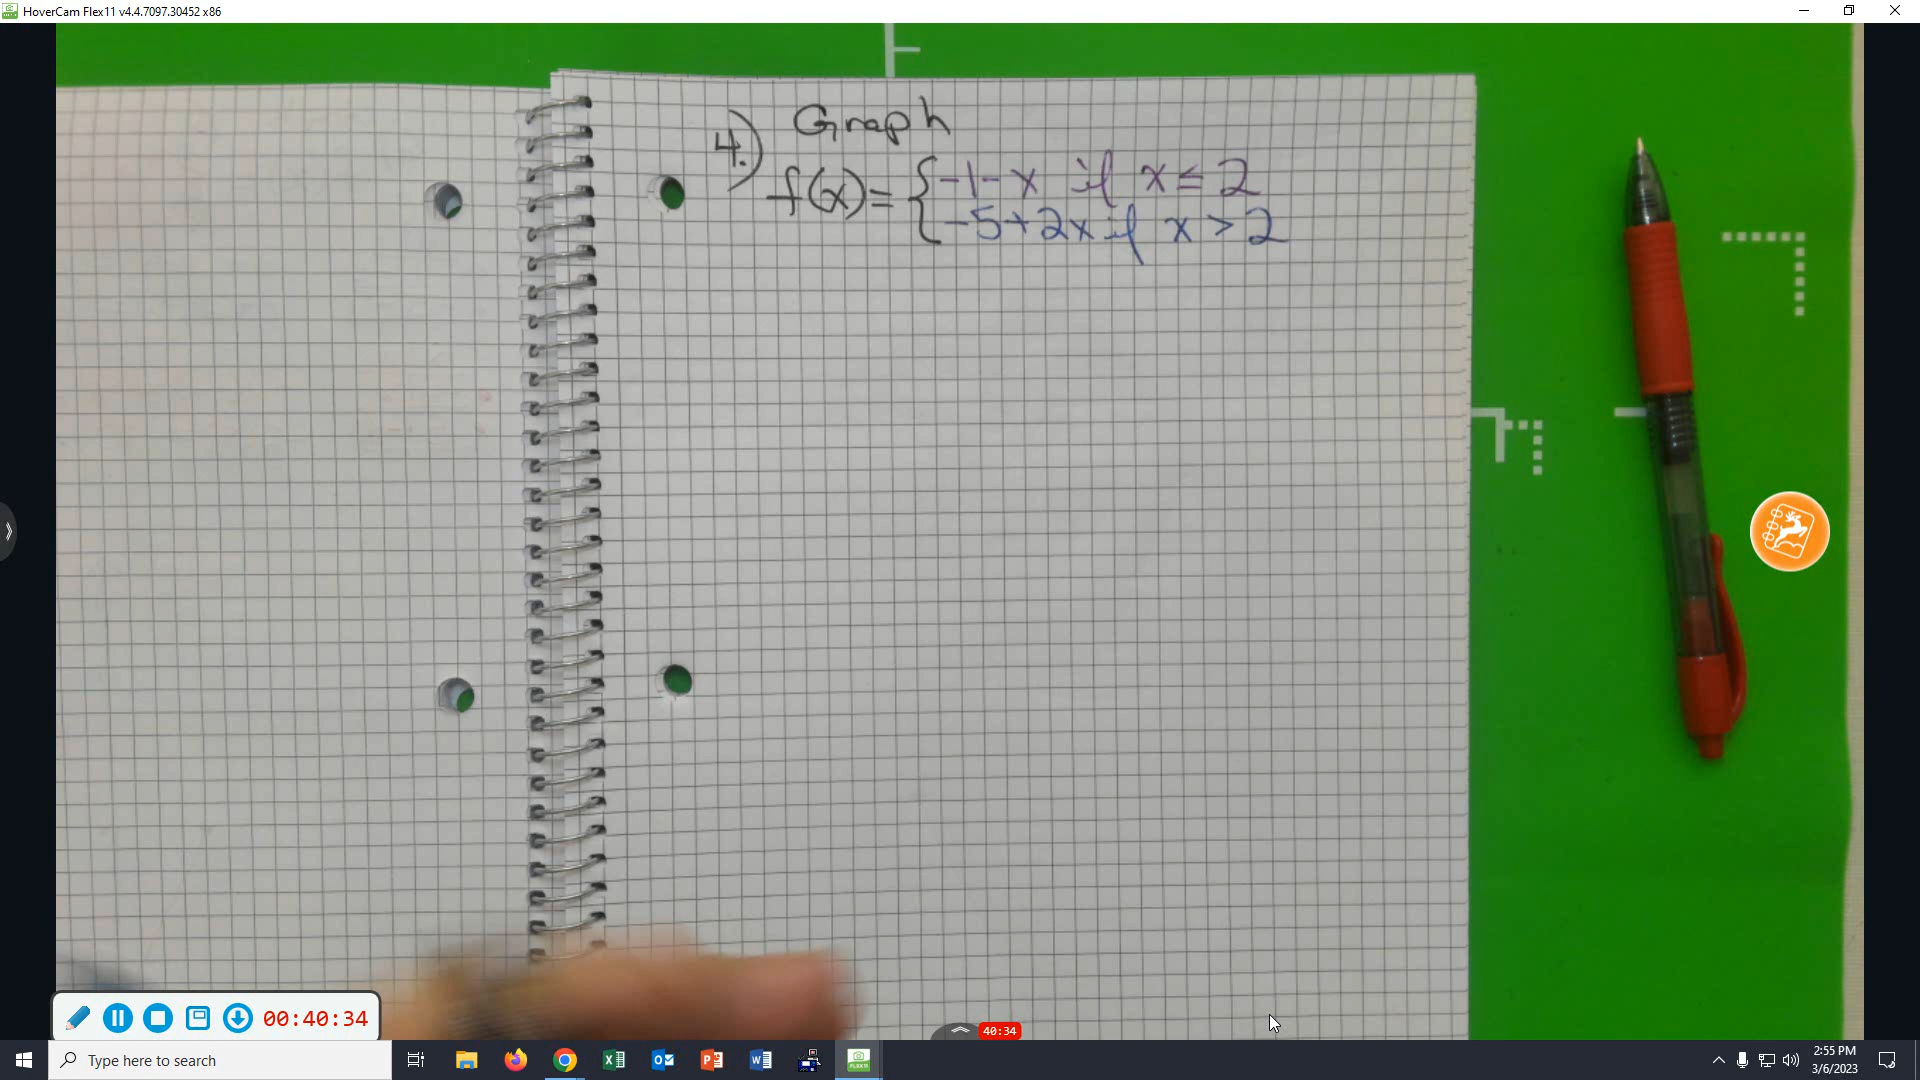 HoverCam Flex11 v4.4.7097.30452 x86
4.) Graph
f(x)= { -1-x if x ≤ 2
-5+2x if x > 2
00:40:34
40:34
Type here to search
2:55 PM
3/6/2023